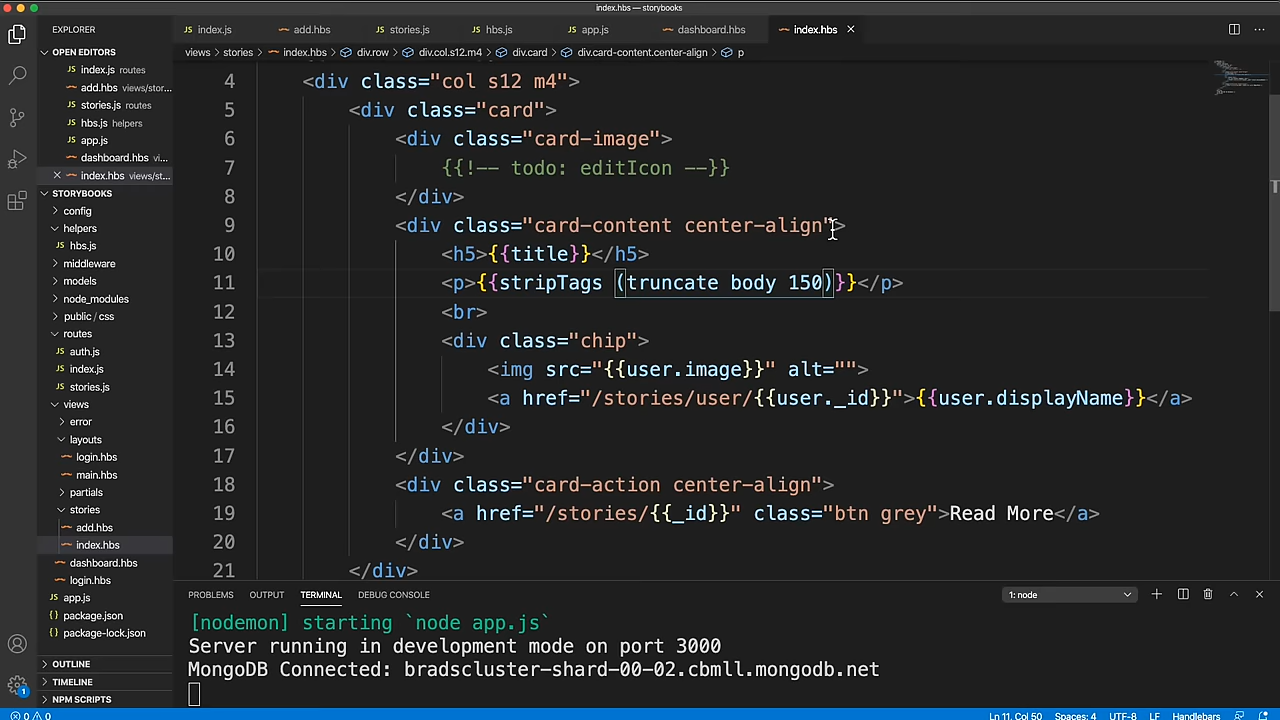 index.hbs — storybooks
EXPLORER
index.js
add.hbs
stories.js
hbs.js
app.js
dashboard.hbs
index.hbs
views > stories > index.hbs > div.row > div.col.s12.m4 > div.card > div.card-content.center-align > p
OPEN EDITORS
index.js routes
add.hbs views/stor...
stories.js routes
hbs.js helpers
app.js
dashboard.hbs vi...
index.hbs views/st...
STORYBOOKS
config
helpers
hbs.js
middleware
models
node_modules
public / css
routes
auth.js
index.js
stories.js
views
error
layouts
login.hbs
main.hbs
partials
stories
add.hbs
index.hbs
dashboard.hbs
login.hbs
app.js
package.json
package-lock.json
OUTLINE
TIMELINE
NPM SCRIPTS
4 <div class="col s12 m4">
5 <div class="card">
6 <div class="card-image">
7 {{!-- todo: editIcon --}}
8 </div>
9 <div class="card-content center-align">
10 <h5>{{title}}</h5>
11 <p>{{stripTags (truncate body 150)}}</p>
12 <br>
13 <div class="chip">
14 <img src="{{user.image}}" alt="">
15 <a href="/stories/user/{{user._id}}">{{user.displayName}}</a>
16 </div>
17 </div>
18 <div class="card-action center-align">
19 <a href="/stories/{{_id}}" class="btn grey">Read More</a>
20 </div>
21 </div>
PROBLEMS OUTPUT TERMINAL DEBUG CONSOLE
1: node
[nodemon] starting `node app.js`
Server running in development mode on port 3000
MongoDB Connected: bradscluster-shard-00-02.cbmll.mongodb.net
1
0 0
Ln 11, Col 50 Spaces: 4 UTF-8 LF Handlebars